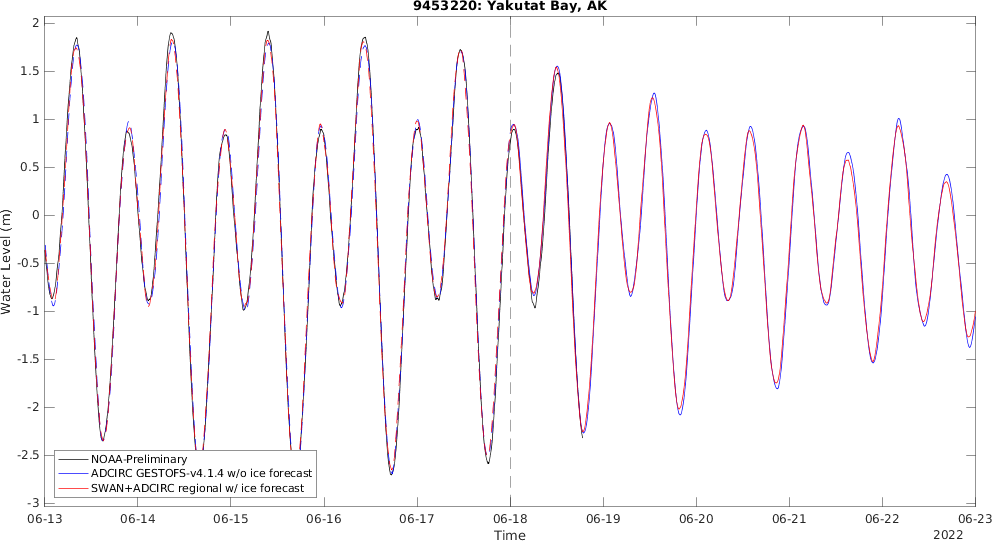 9453220: Yakutat Bay, AK
Water Level (m)
2
1.5
1
0.5
0
-0.5
-1
-1.5
-2
-2.5
-3
NOAA-Preliminary
ADCIRC GESTOFS-v4.1.4 w/o ice forecast
SWAN+ADCIRC regional w/ ice forecast
06-13 06-14 06-15 06-16 06-17 06-18 06-19 06-20 06-21 06-22 06-23
Time
2022